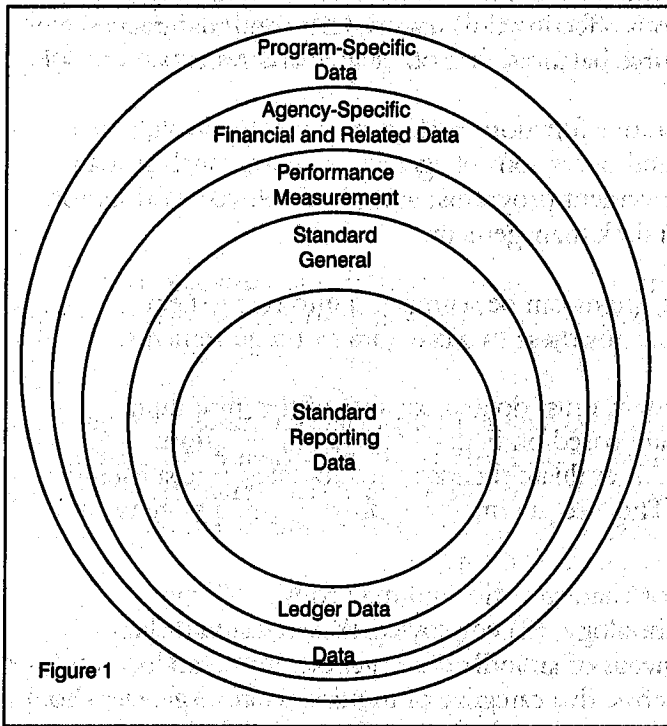 Program-Specific
Data
Agency-Specific
Financial and Related Data
Performance
Measurement
Standard
General
Standard
Reporting
Data
Ledger Data
Data
Figure 1